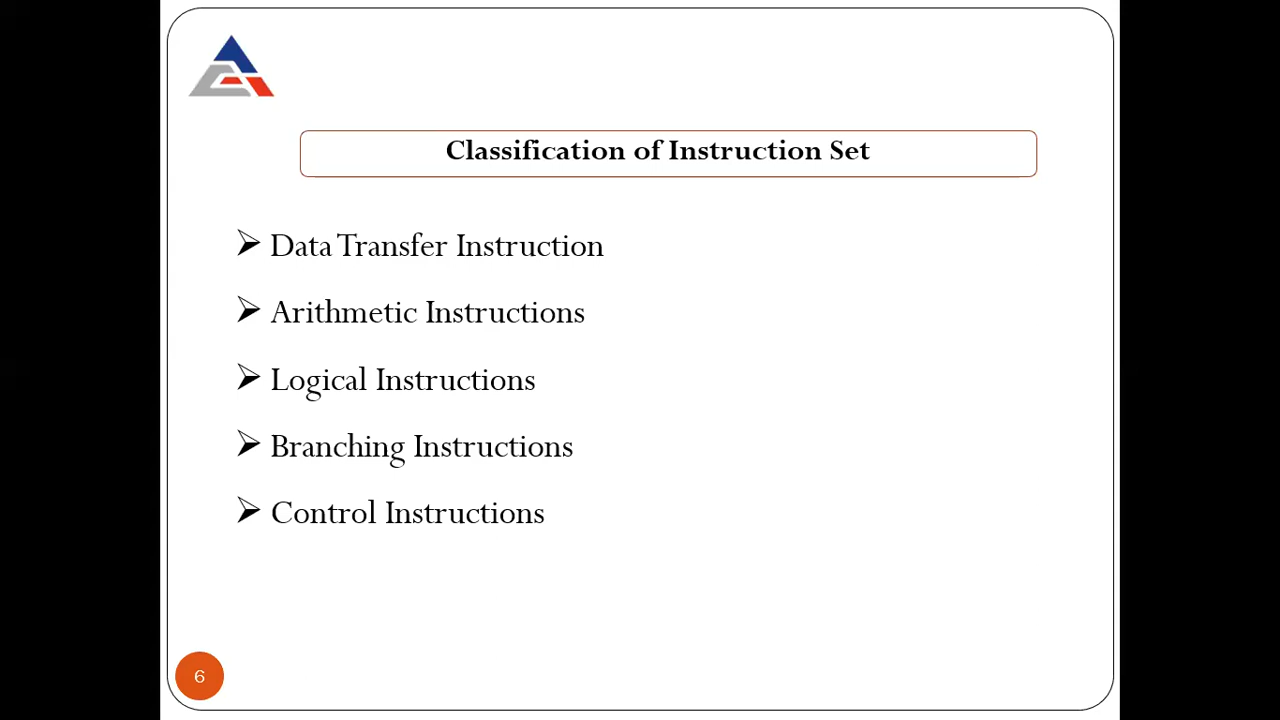 Classification of Instruction Set
Data Transfer Instruction
Arithmetic Instructions
Logical Instructions
Branching Instructions
Control Instructions
6